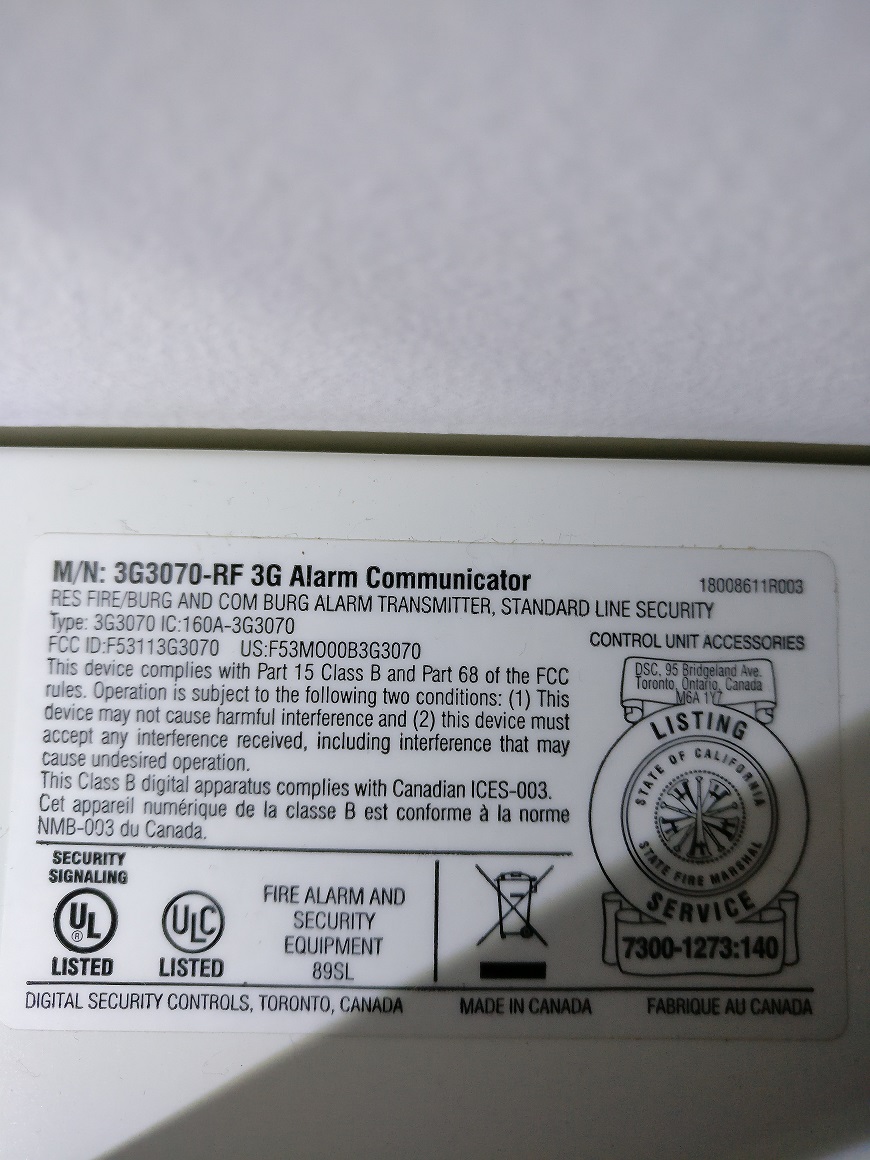 M/N: 3G3070-RF 3G Alarm Communicator
18008611R003
RES FIRE/BURG AND COM BURG ALARM TRANSMITTER, STANDARD LINE SECURITY
Type: 3G3070 IC:160A-3G3070
FCC ID:F53113G3070 US:F53MO00B3G3070
This device complies with Part 15 Class B and Part 68 of the FCC
rules. Operation is subject to the following two conditions: (1) This
device may not cause harmful interference and (2) this device must
accept any interference received, including interference that may
cause undesired operation.
This Class B digital apparatus complies with Canadian ICES-003.
Cet appareil numérique de la classe B est conforme à la norme
NMB-003 du Canada.
CONTROL UNIT ACCESSORIES
DSC, 95 Bridgeland Ave.
Toronto, Ontario, Canada
M6A 1Y7
LISTING
STATE OF CALIFORNIA
STATE FIRE MARSHAL
SERVICE
7300-1273:140
SECURITY
SIGNALING
UL
®
LISTED
ULC
LISTED
FIRE ALARM AND
SECURITY
EQUIPMENT
89SL
DIGITAL SECURITY CONTROLS, TORONTO, CANADA
MADE IN CANADA
FABRIQUE AU CANADA